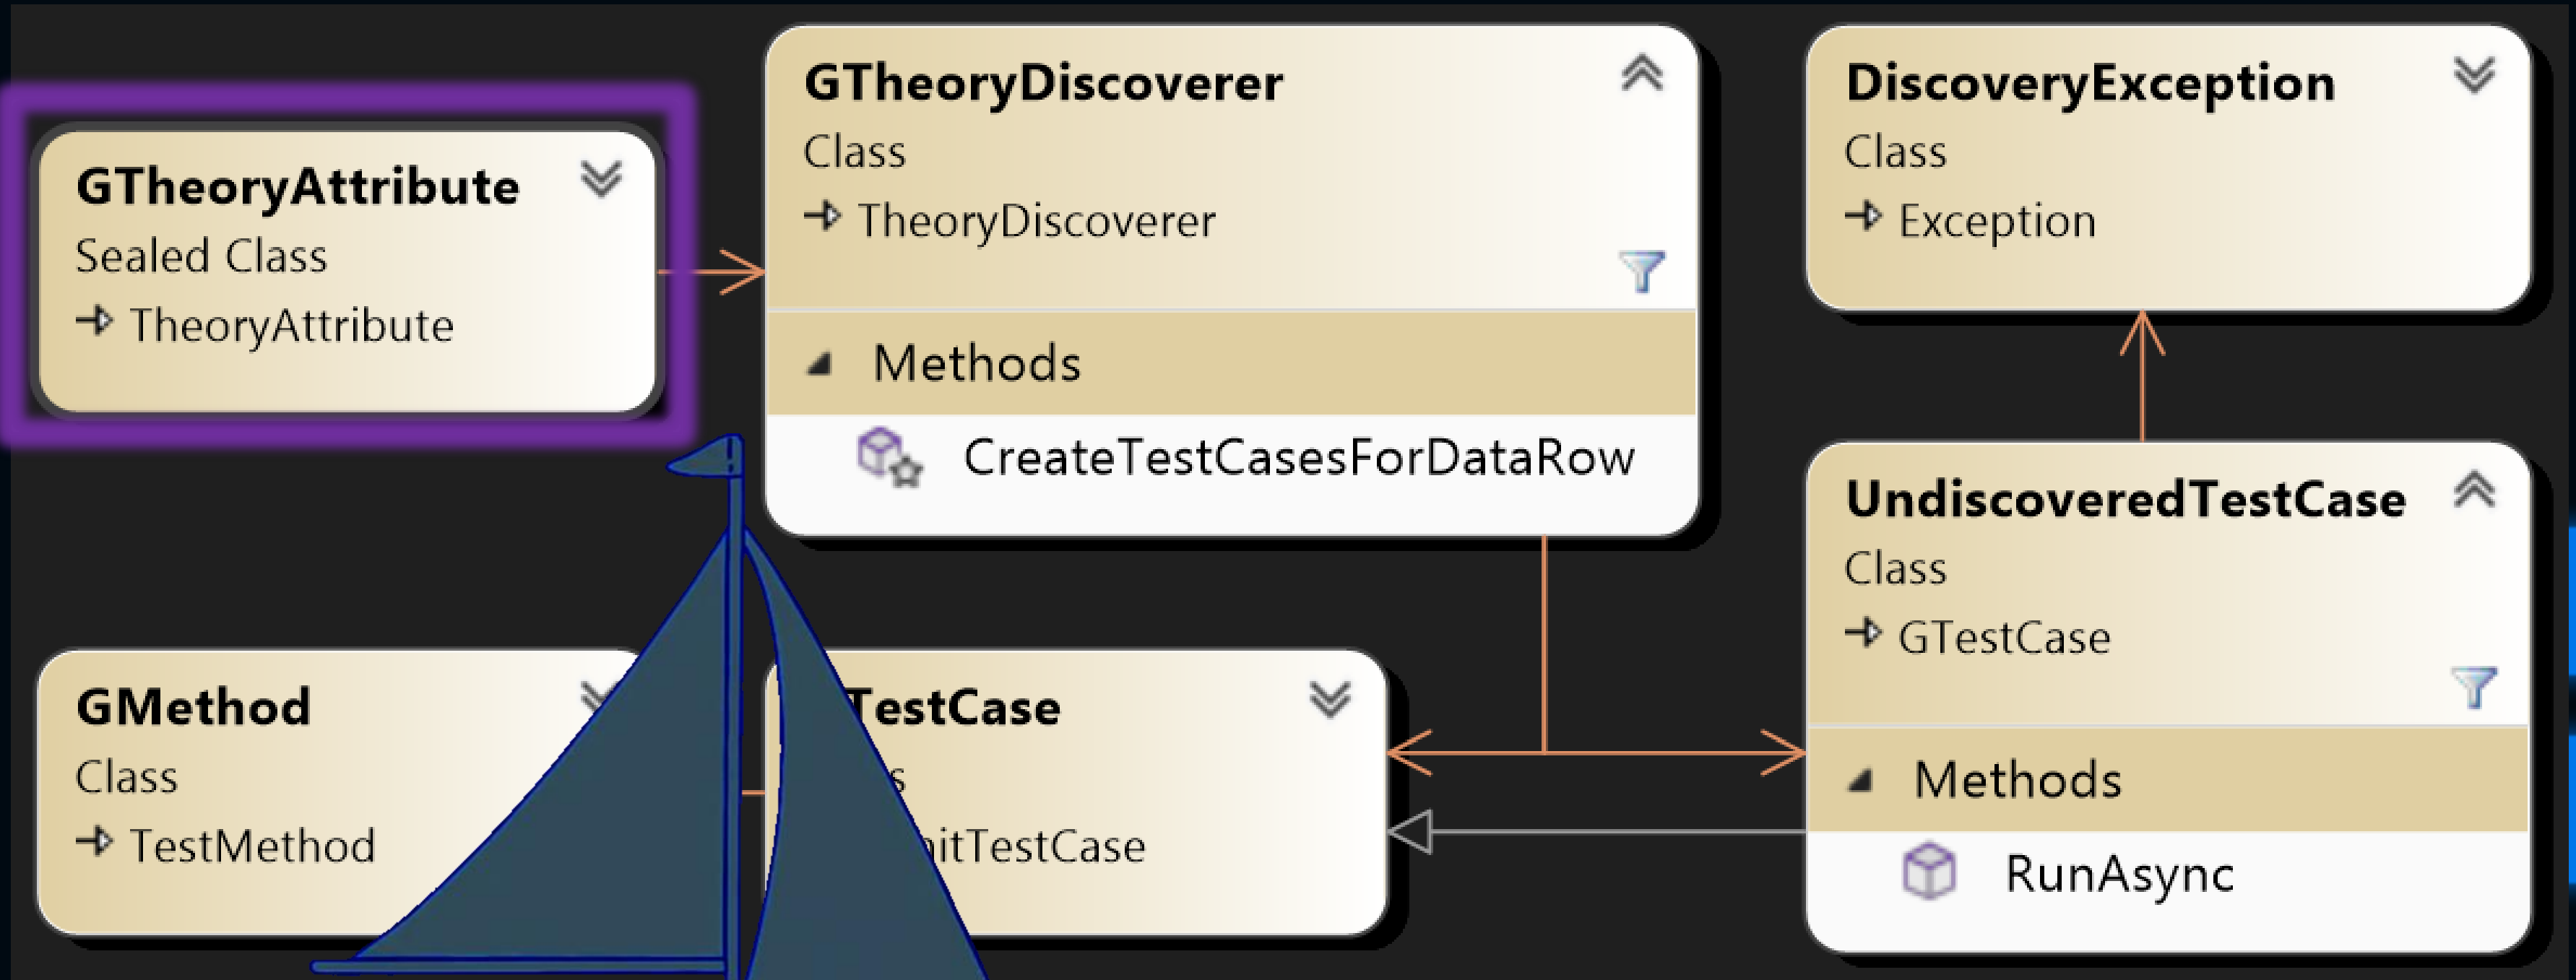 GTheoryAttribute
Sealed Class
TheoryAttribute
GTheoryDiscoverer
Class
TheoryDiscoverer
Methods
CreateTestCasesForDataRow
DiscoveryException
Class
Exception
GMethod
Class
TestMethod
TestCase
UndiscoveredTestCase
Class
GTestCase
Methods
RunAsync